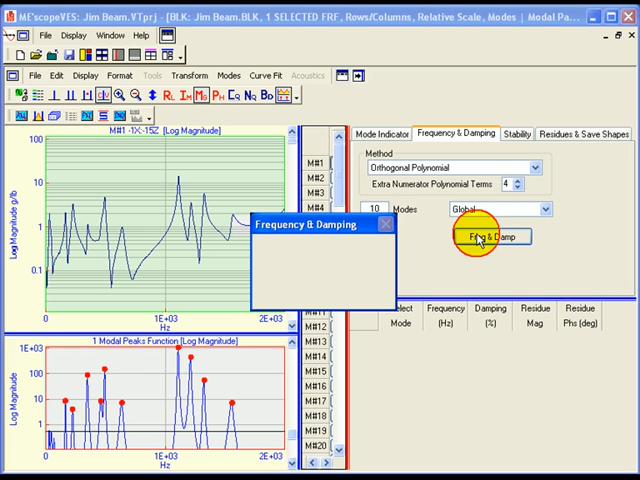 ME'scopeVES: Jim Beam.VTprj - [BLK: Jim Beam.BLK, 1 SELECTED FRF, Rows/Columns, Relative Scale, Modes | Modal Pa...
File Display Window Help
File Edit Display Format Tools Transform Modes Curve Fit Acoustics
M#1 -1X:-15Z [Log Magnitude]
Log Magnitude g/lb
100
10
1
0.1
0 1E+03 2E+03
Hz
1 Modal Peaks Function [Log Magnitude]
Log Magnitude
1E+03
100
10
1
0 1E+03 2E+03
Hz
M#1
M#2
M#3
M#4
M#11
M#12
M#13
M#14
M#15
M#16
M#17
M#18
M#19
M#20
Mode Indicator Frequency & Damping Stability Residues & Save Shapes
Method
Orthogonal Polynomial
Extra Numerator Polynomial Terms 4
10 Modes Global
Freq & Damp
Frequency & Damping
Select Mode Frequency (Hz) Damping (%) Residue Mag Residue Phs (deg)